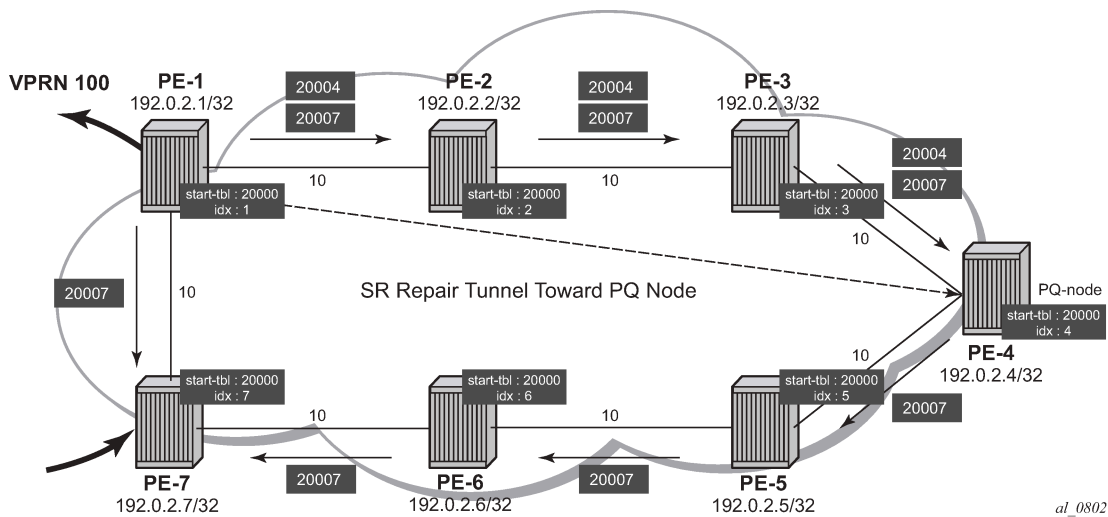 VPRN 100
PE-1
192.0.2.1/32
20004
20007
PE-2
192.0.2.2/32
20004
20007
PE-3
192.0.2.3/32
20004
20007
start-tbl : 20000
idx : 1
10
start-tbl : 20000
idx : 2
10
start-tbl : 20000
idx : 3
10
20007
10
SR Repair Tunnel Toward PQ Node
PQ-node
start-tbl : 20000
idx : 4
PE-4
192.0.2.4/32
start-tbl : 20000
idx : 7
10
start-tbl : 20000
idx : 6
10
start-tbl : 20000
idx : 5
10
20007
20007
20007
PE-7
192.0.2.7/32
PE-6
192.0.2.6/32
PE-5
192.0.2.5/32
al_0802